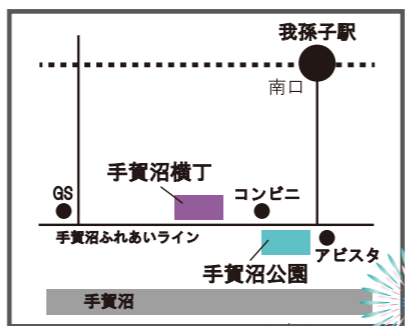 我孫子駅
南口
手賀沼横丁
GS
コンビニ
手賀沼ふれあいライン
アビスタ
手賀沼公園
手賀沼